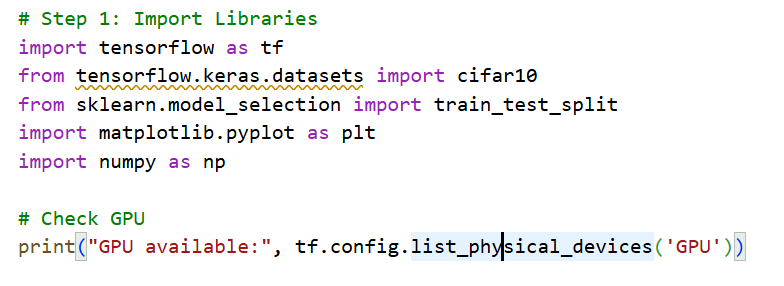 # Step 1: Import Libraries
import tensorflow as tf
from tensorflow.keras.datasets import cifar10
from sklearn.model_selection import train_test_split
import matplotlib.pyplot as plt
import numpy as np
# Check GPU
print("GPU available:", tf.config.list_physical_devices('GPU'))